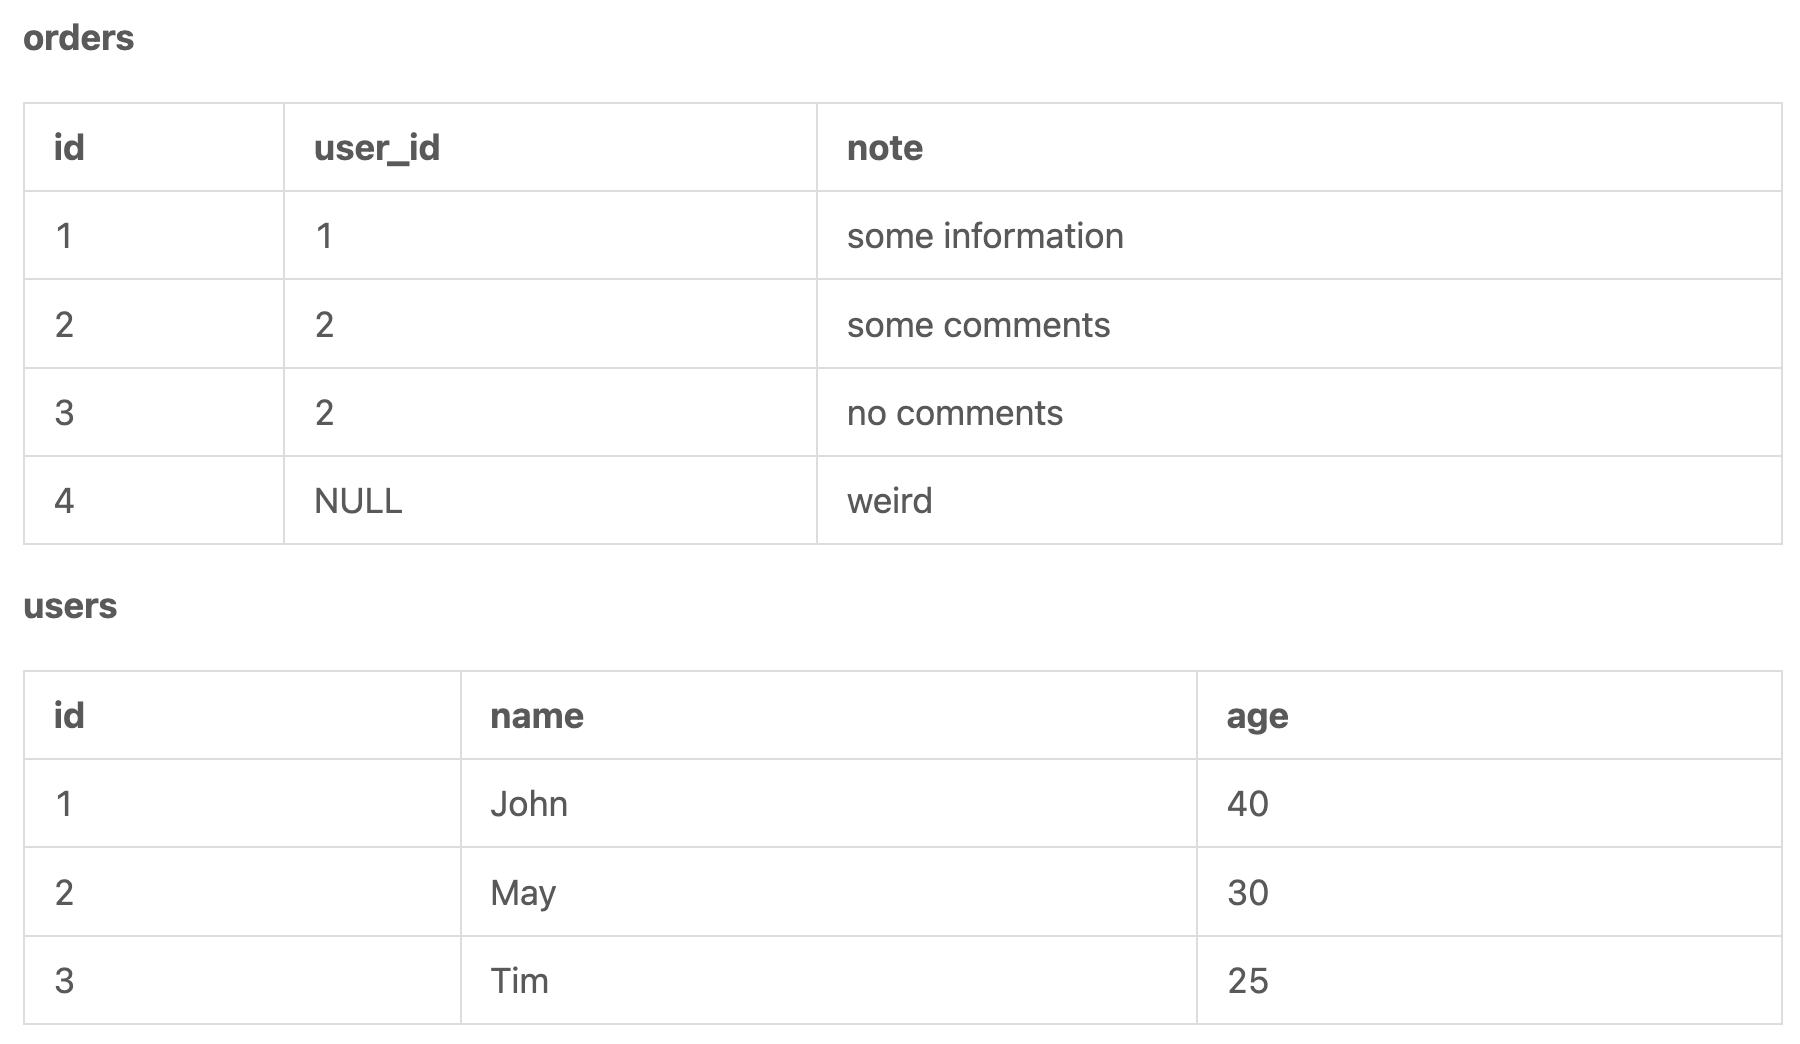 orders
id user_id note
1 1 some information
2 2 some comments
3 2 no comments
4 NULL weird
users
id name age
1 John 40
2 May 30
3 Tim 25